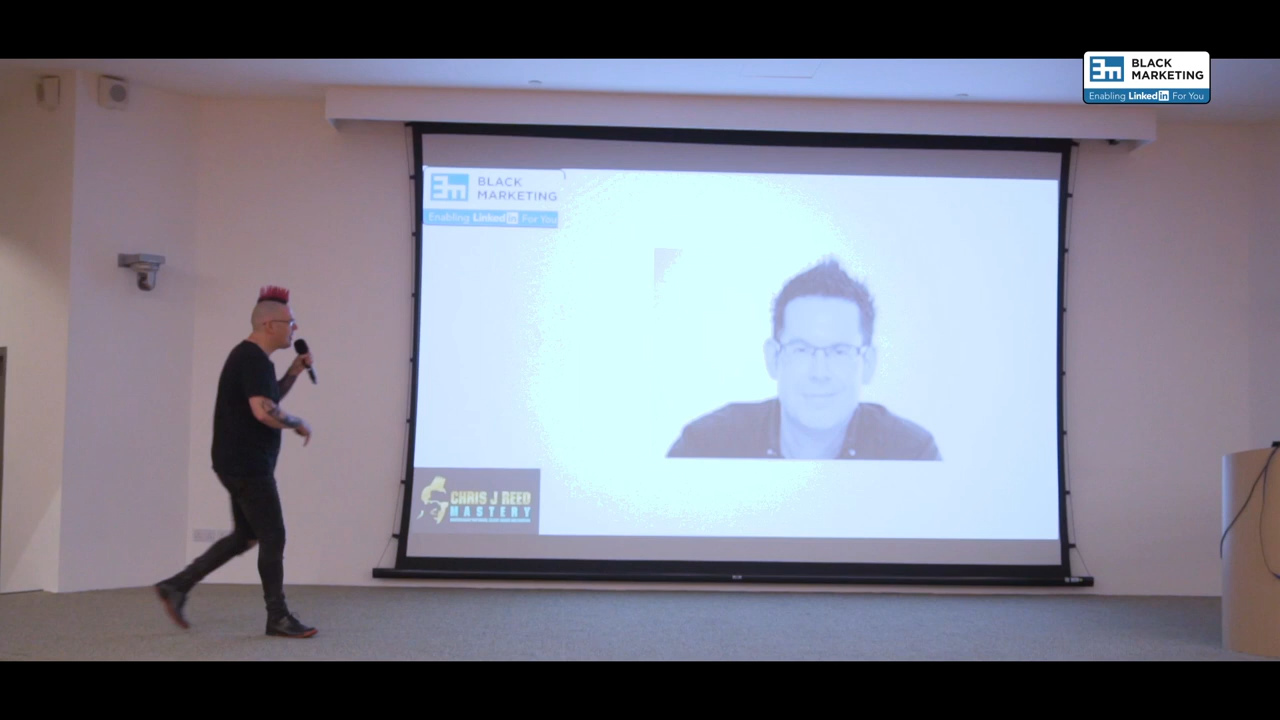 BLACK
MARKETING
Enabling Linked in For You
BLACK
MARKETING
Enabling Linked in For You
CHRIS J REED
MASTERY